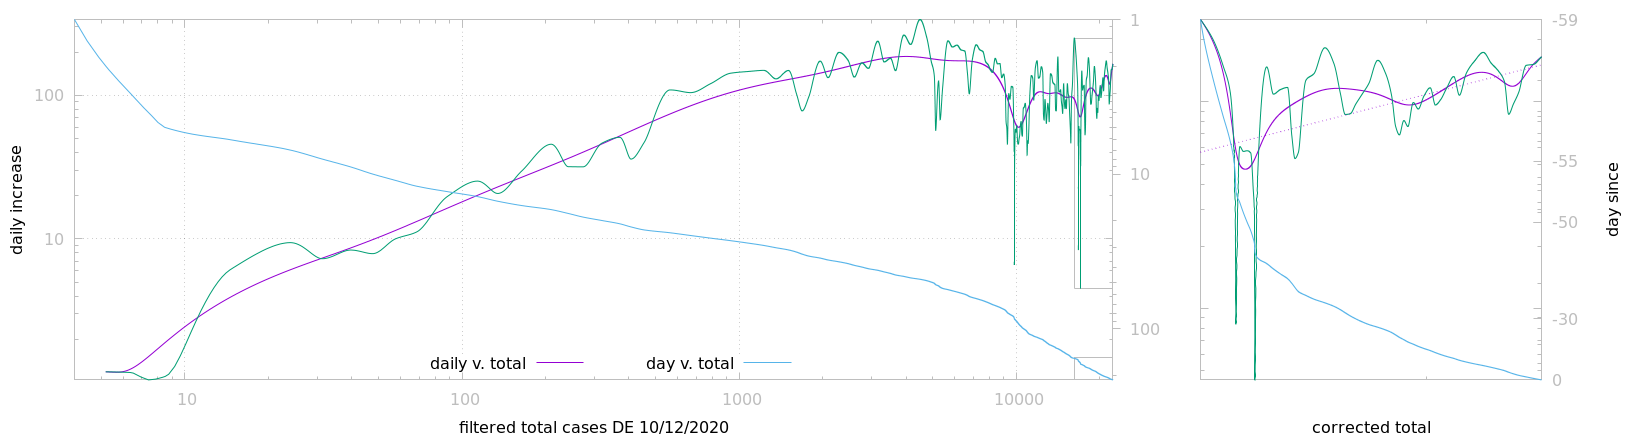 daily increase
100
10
10
100
1000
10000
1
10
100
daily v. total
day v. total
filtered total cases DE 10/12/2020
-59
-55
-50
-30
0
day since
corrected total